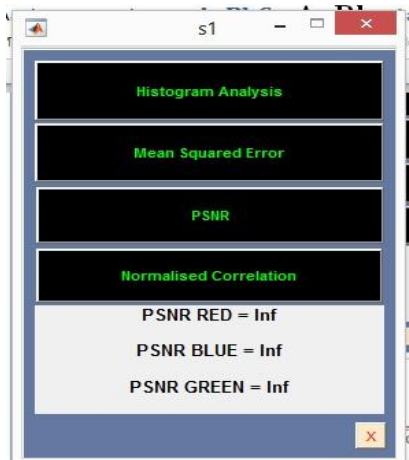 s1
Histogram Analysis
Mean Squared Error
PSNR
Normalised Correlation
PSNR RED = Inf
PSNR BLUE = Inf
PSNR GREEN = Inf
X